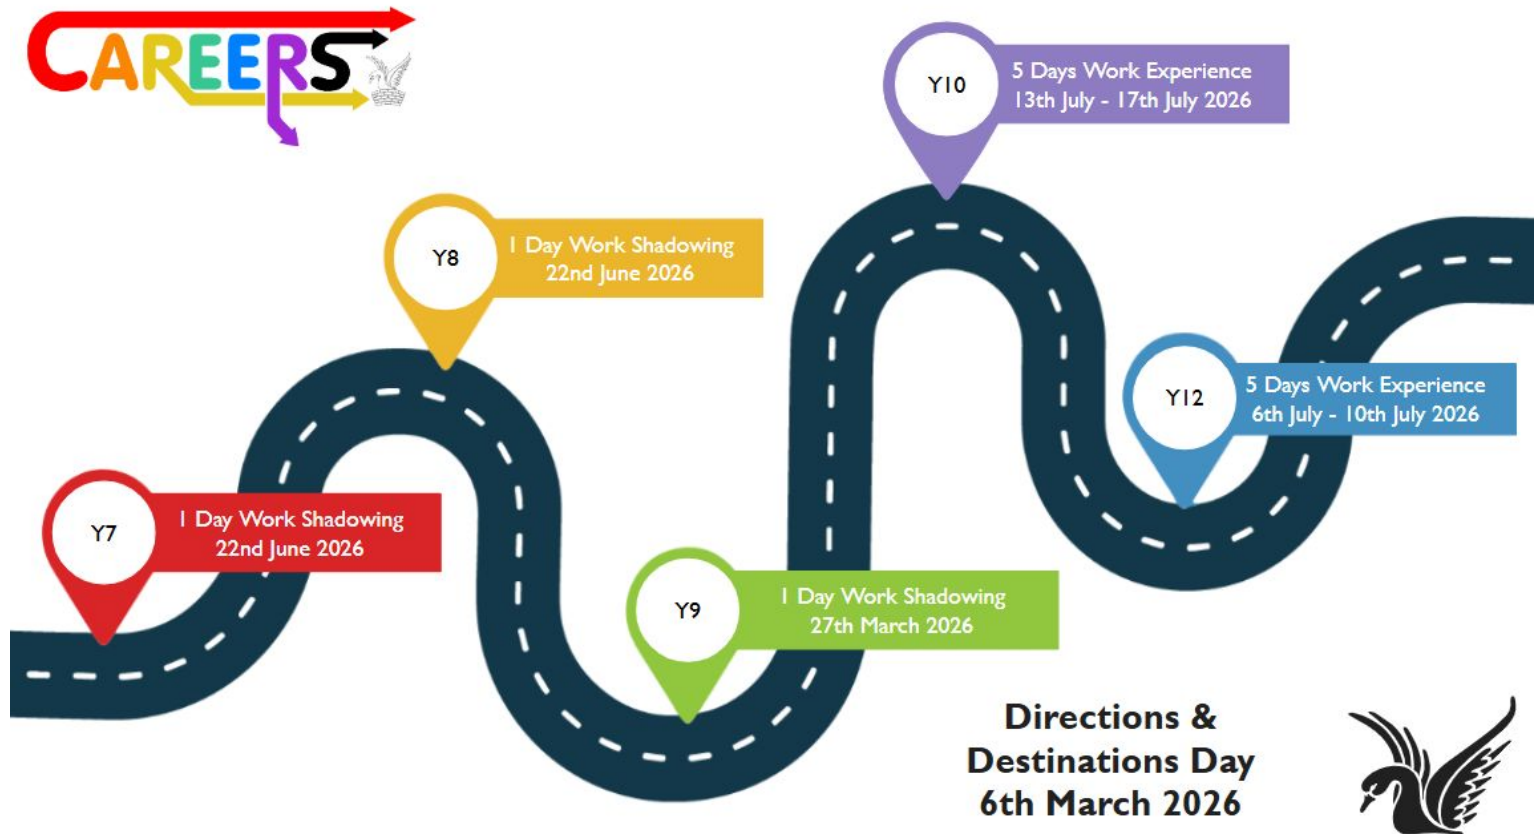 CAREERS
Y10
5 Days Work Experience
13th July - 17th July 2026
Y8
1 Day Work Shadowing
22nd June 2026
Y12
5 Days Work Experience
6th July - 10th July 2026
Y7
1 Day Work Shadowing
22nd June 2026
Y9
1 Day Work Shadowing
27th March 2026
Directions &
Destinations Day
6th March 2026